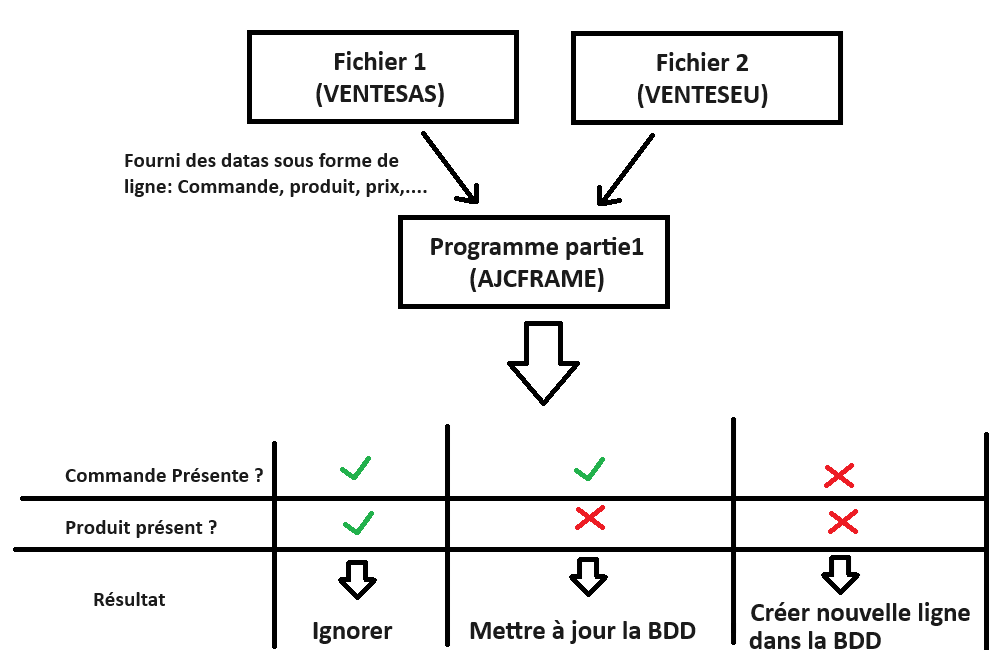 Fichier 1
(VENTESAS)
Fichier 2
(VENTESEU)
Fourni des datas sous forme de
ligne: Commande, produit, prix,....
Programme partie1
(AJCFRAME)
Commande Présente ?
Produit présent ?
Résultat
Ignorer
Mettre à jour la BDD
Créer nouvelle ligne
dans la BDD